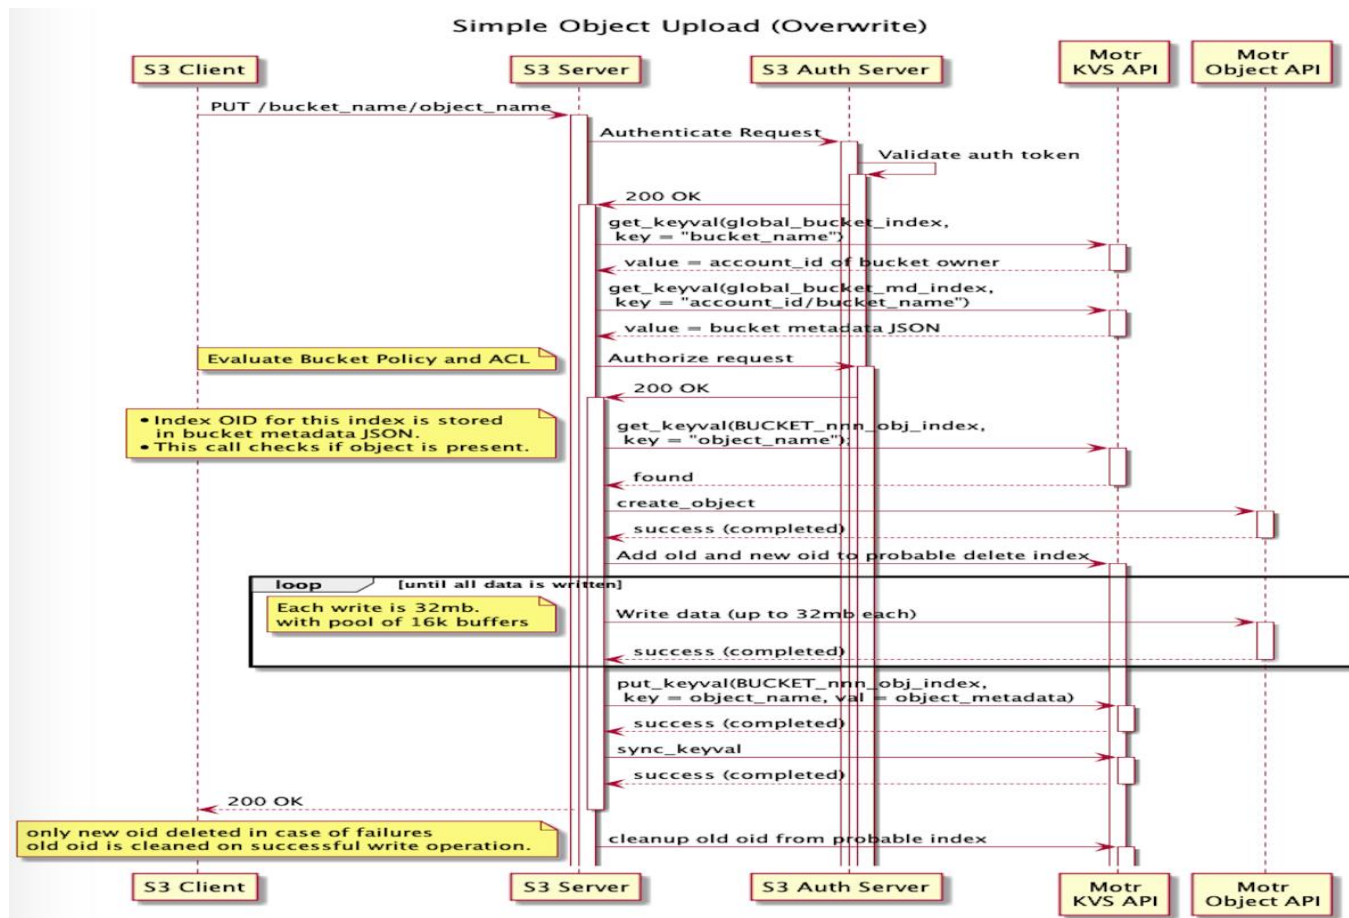 Simple Object Upload (Overwrite)
S3 Client
S3 Server
S3 Auth Server
Motr
KVS API
Motr
Object API
PUT /bucket_name/object_name
Authenticate Request
Validate auth token
200 OK
get_keyval(global_bucket_index,
key = "bucket_name")
value = account_id of bucket owner
get_keyval(global_bucket_md_index,
key = "account_id/bucket_name")
value = bucket metadata JSON
Evaluate Bucket Policy and ACL
Authorize request
200 OK
• Index OID for this index is stored
in bucket metadata JSON.
• This call checks if object is present.
get_keyval(BUCKET_nnn_obj_index,
key = "object_name");
found
create_object
success (completed)
Add old and new oid to probable delete index
loop
[until all data is written]
Each write is 32mb.
with pool of 16k buffers
Write data (up to 32mb each)
success (completed)
put_keyval(BUCKET_nnn_obj_index,
key = object_name, val = object_metadata)
success (completed)
sync_keyval
success (completed)
200 OK
only new oid deleted in case of failures
old oid is cleaned on successful write operation.
cleanup old oid from probable index
S3 Client
S3 Server
S3 Auth Server
Motr
KVS API
Motr
Object API